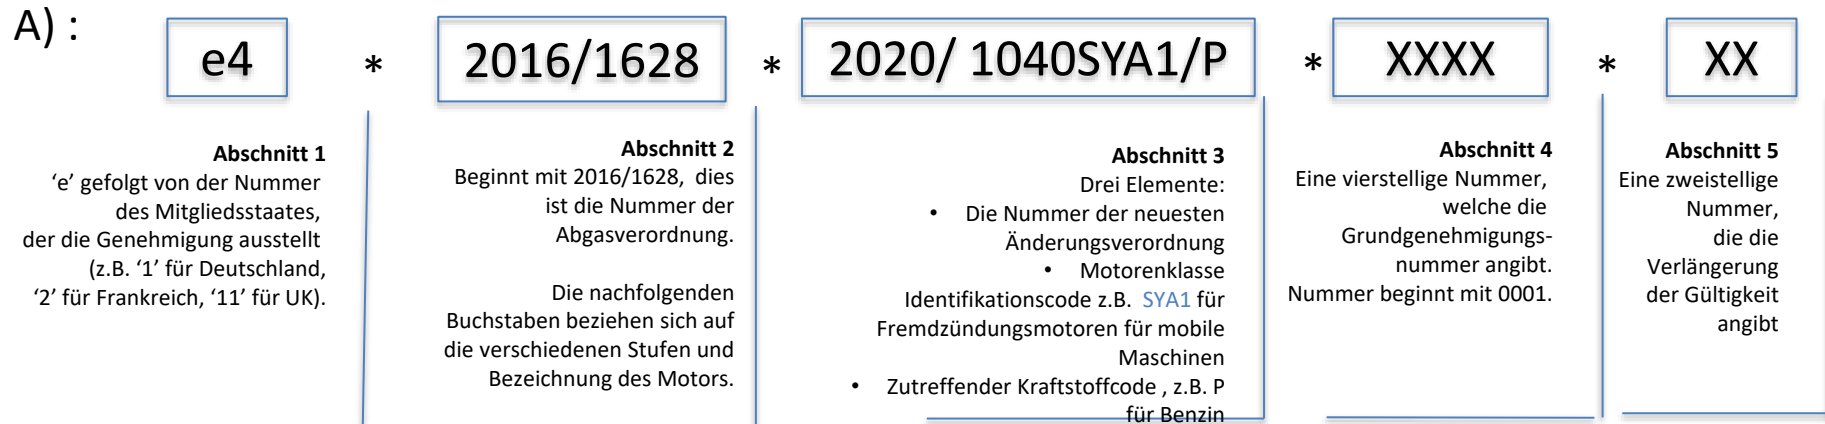 A) :
e4 * 2016/1628 * 2020/ 1040SYA1/P * XXXX * XX
Abschnitt 1
‘e’ gefolgt von der Nummer
des Mitgliedsstaates,
der die Genehmigung ausstellt
(z.B. ‘1’ für Deutschland,
‘2’ für Frankreich, ‘11’ für UK).
Abschnitt 2
Beginnt mit 2016/1628, dies
ist die Nummer der
Abgasverordnung.
Die nachfolgenden
Buchstaben beziehen sich auf
die verschiedenen Stufen und
Bezeichnung des Motors.
Abschnitt 3
Drei Elemente:
• Die Nummer der neuesten
Änderungsverordnung
• Motorenklasse
Identifikationscode z.B. SYA1 für
Fremdzündungsmotoren für mobile
Maschinen
• Zutreffender Kraftstoffcode , z.B. P
für Benzin
Abschnitt 4
Eine vierstellige Nummer,
welche die
Grundgenehmigungs-
nummer angibt.
Nummer beginnt mit 0001.
Abschnitt 5
Eine zweistellige
Nummer,
die die
Verlängerung
der Gültigkeit
angibt